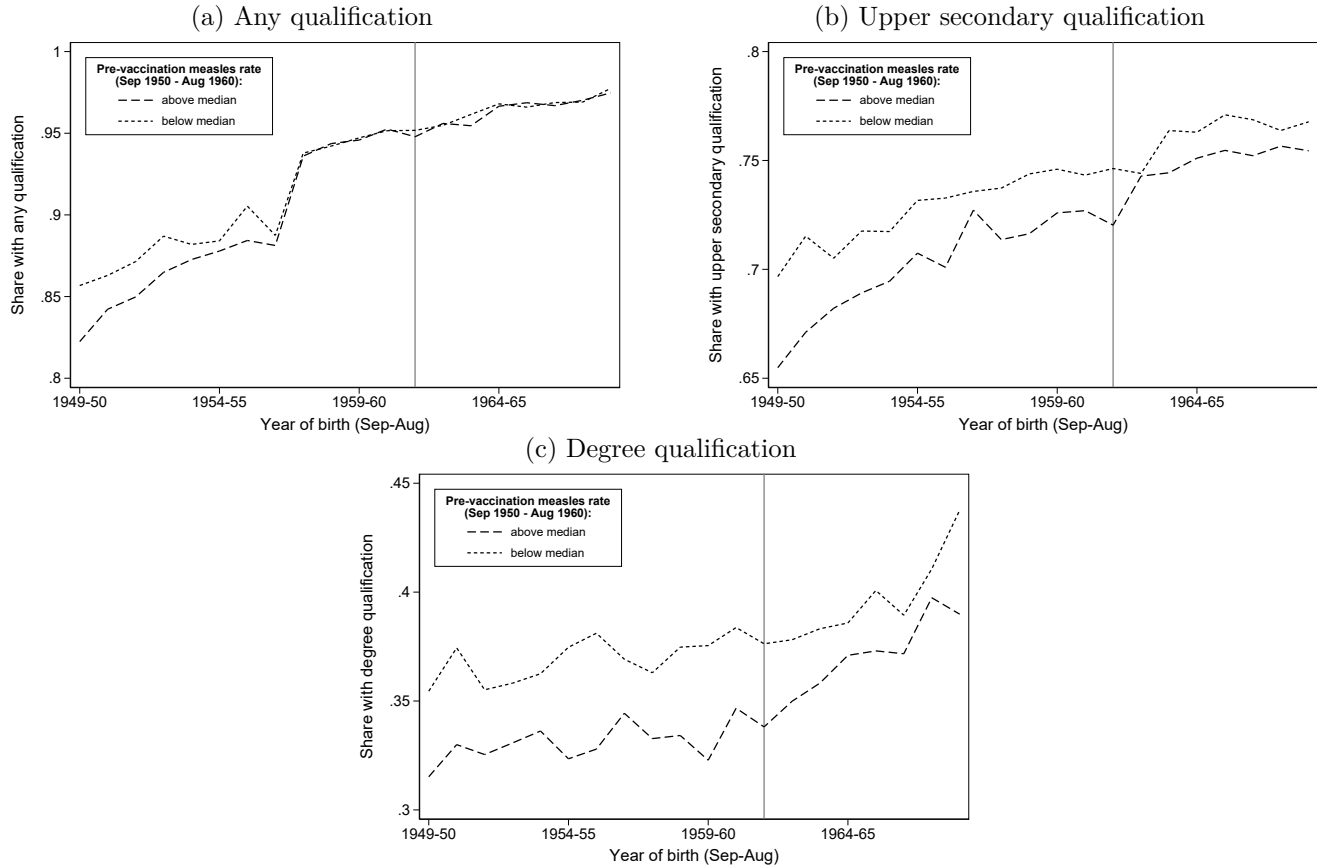 (a) Any qualification
Share with any qualification
1
.95
.9
.85
.8
Pre-vaccination measles rate
(Sep 1950 - Aug 1960):
above median
below median
1949-50 1954-55 1959-60 1964-65
Year of birth (Sep-Aug)
(b) Upper secondary qualification
Share with upper secondary qualification
.8
.75
.7
.65
Pre-vaccination measles rate
(Sep 1950 - Aug 1960):
above median
below median
1949-50 1954-55 1959-60 1964-65
Year of birth (Sep-Aug)
(c) Degree qualification
Share with degree qualification
.45
.4
.35
.3
Pre-vaccination measles rate
(Sep 1950 - Aug 1960):
above median
below median
1949-50 1954-55 1959-60 1964-65
Year of birth (Sep-Aug)